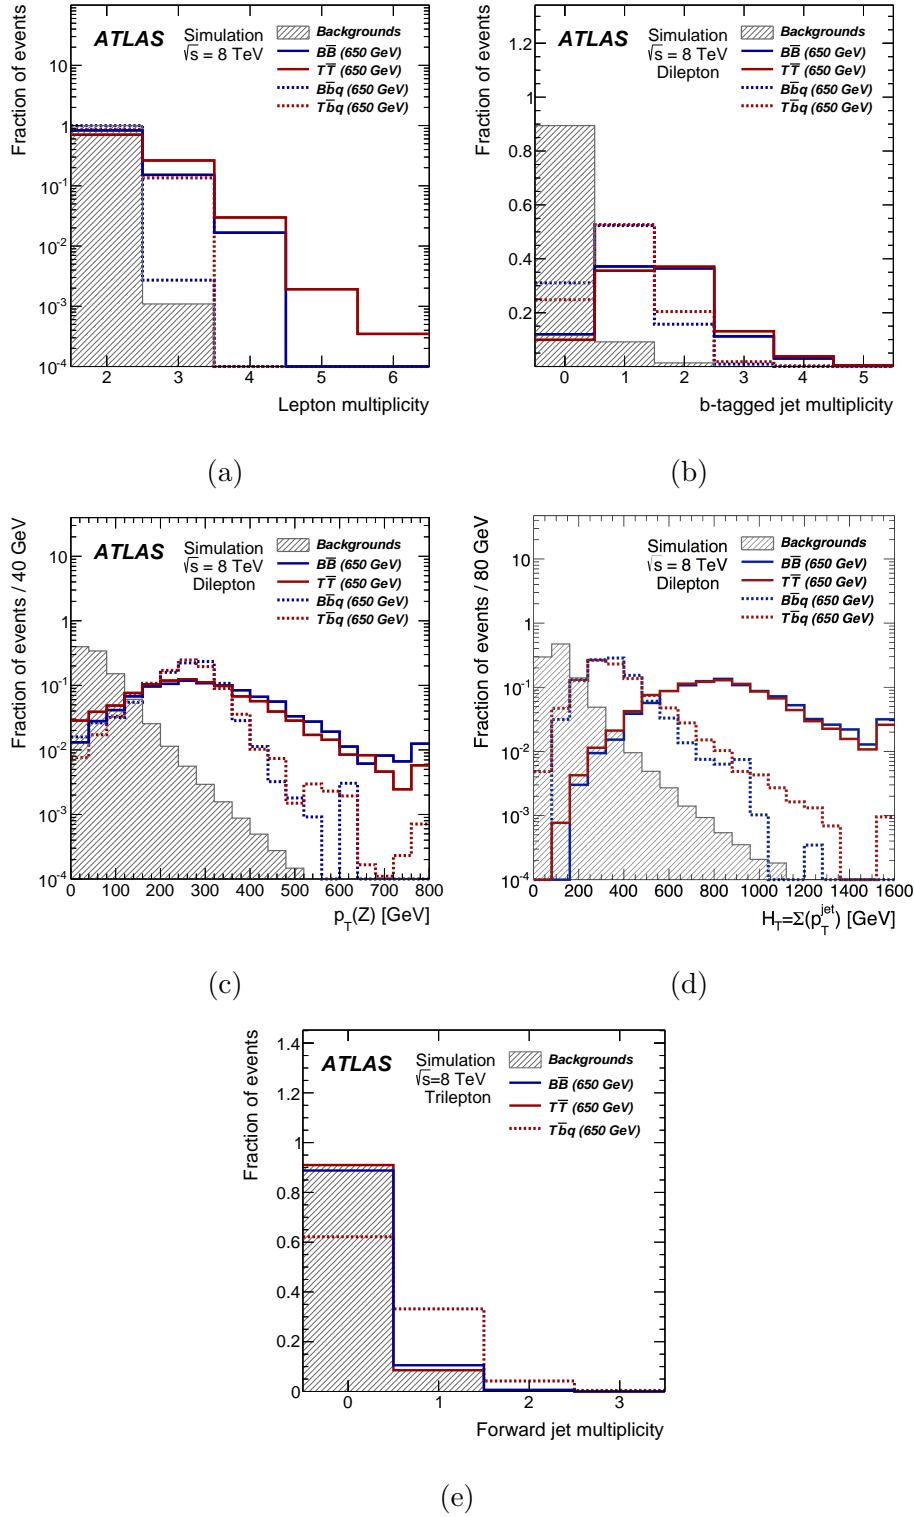 Fraction of events
10
1
10⁻¹
10⁻²
10⁻³
10⁻⁴
ATLAS
Simulation
√s = 8 TeV
Backgrounds
BB̅ (650 GeV)
TT̅ (650 GeV)
Bb̅q (650 GeV)
Tb̅q (650 GeV)
2 3 4 5 6
Lepton multiplicity
(a)
Fraction of events
1.2
1
0.8
0.6
0.4
0.2
ATLAS
Simulation
√s = 8 TeV
Dilepton
Backgrounds
BB̅ (650 GeV)
TT̅ (650 GeV)
Bb̅q (650 GeV)
Tb̅q (650 GeV)
0 1 2 3 4 5
b-tagged jet multiplicity
(b)
Fraction of events / 40 GeV
10
1
10⁻¹
10⁻²
10⁻³
10⁻⁴
ATLAS
Simulation
√s = 8 TeV
Dilepton
Backgrounds
BB̅ (650 GeV)
TT̅ (650 GeV)
Bb̅q (650 GeV)
Tb̅q (650 GeV)
0 100 200 300 400 500 600 700 800
p_T(Z) [GeV]
(c)
Fraction of events / 80 GeV
10
1
10⁻¹
10⁻²
10⁻³
10⁻⁴
Simulation
√s = 8 TeV
Dilepton
Backgrounds
BB̅ (650 GeV)
TT̅ (650 GeV)
Bb̅q (650 GeV)
Tb̅q (650 GeV)
0 200 400 600 800 1000 1200 1400 1600
H_T=Σ(p_T^jet) [GeV]
(d)
Fraction of events
1.4
1.2
1
0.8
0.6
0.4
0.2
0
ATLAS
Simulation
√s=8 TeV
Trilepton
Backgrounds
BB̅ (650 GeV)
TT̅ (650 GeV)
Tb̅q (650 GeV)
0 1 2 3
Forward jet multiplicity
(e)